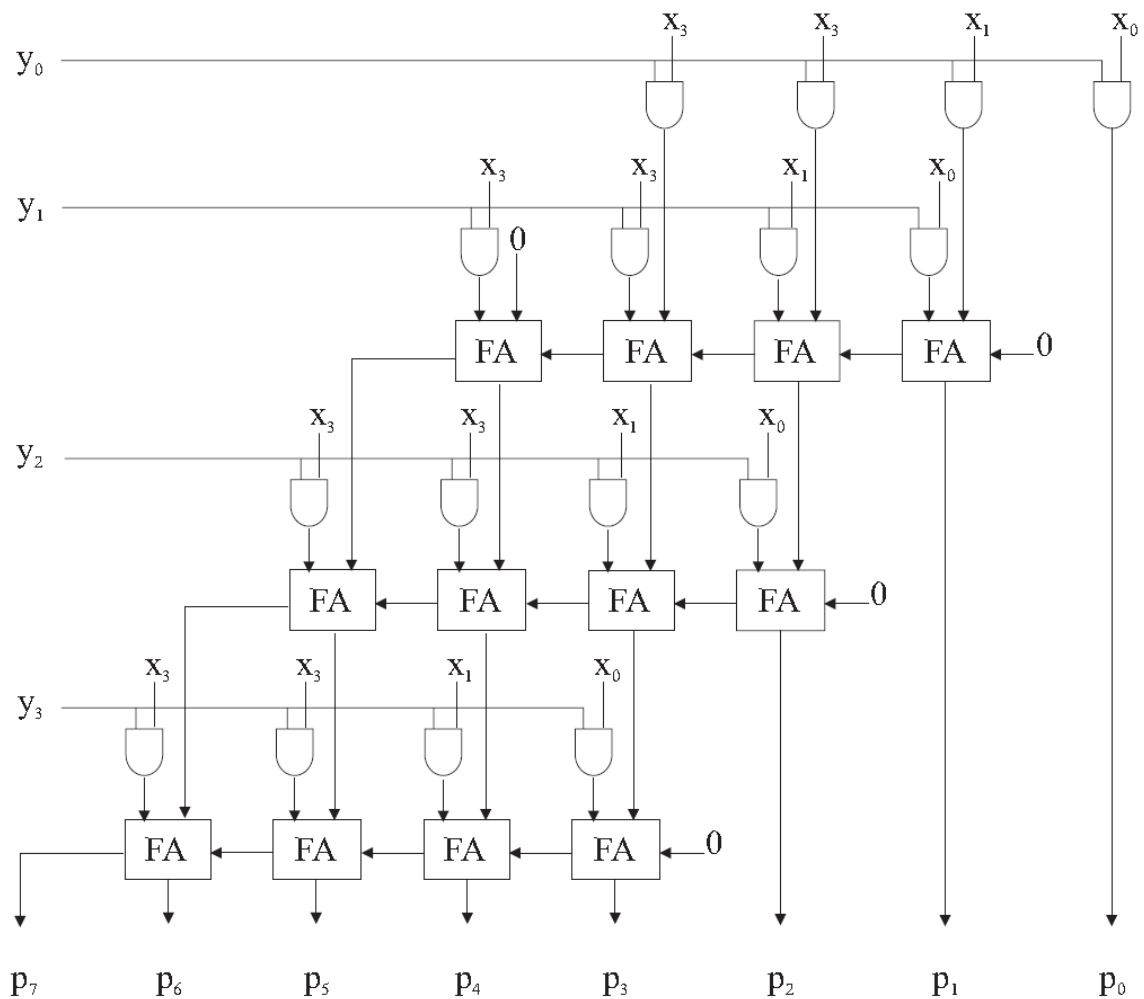 x₃ x₃ x₁ x₀
y₀
x₃ x₃ x₁ x₀
y₁
0
FA FA FA FA 0
x₃ x₃ x₁ x₀
y₂
FA FA FA FA 0
x₃ x₃ x₁ x₀
y₃
FA FA FA FA 0
p₇ p₆ p₅ p₄ p₃ p₂ p₁ p₀